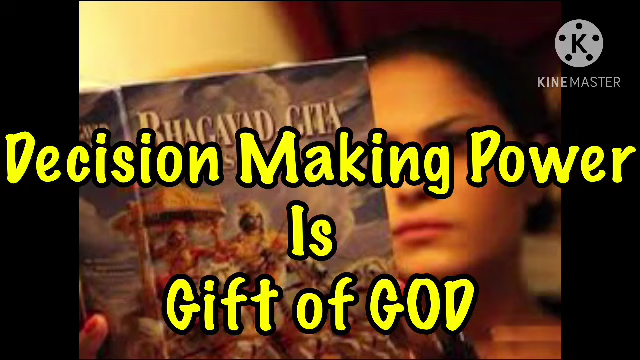 KINEMASTER
BHAGAVAD GITA
Decision Making Power
Is
Gift of GOD